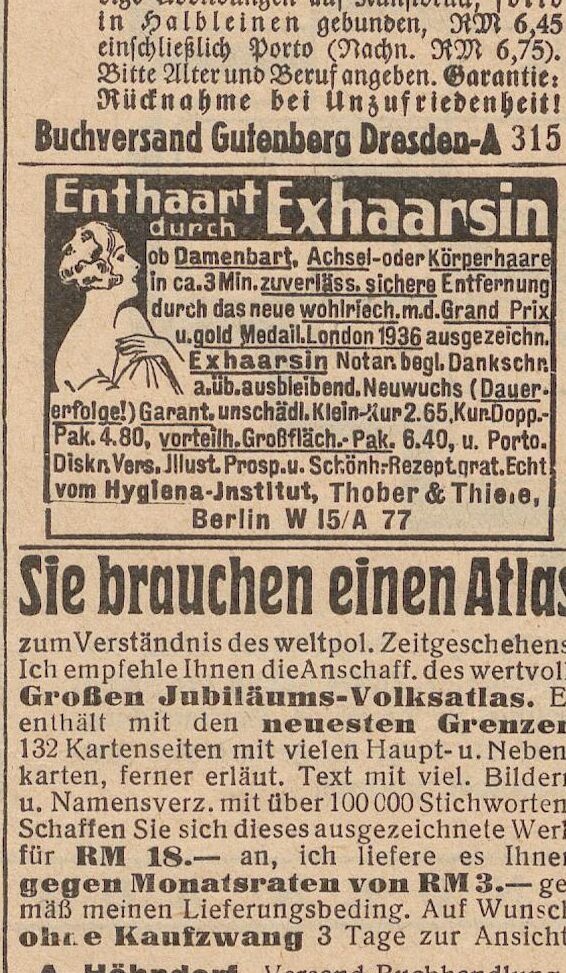 in Halbleinen gebunden, RM 6,45
einschließlich Porto (Nachn. RM 6,75).
Bitte Alter und Beruf angeben. Garantie:
Rücknahme bei Unzufriedenheit!
Buchversand Gutenberg Dresden-A 315
Enthaart durch Exhaarsin
ob Damenbart, Achsel-oder Körperhaare
in ca. 3 Min. zuverläss. sichere Entfernung
durch das neue wohlriech. m. d. Grand Prix
u. gold Medail. London 1936 ausgezeichn.
Exhaarsin Notar. begl. Dankschr.
a. üb. ausbleibend. Neuwuchs (Dauer-
erfolge!) Garant. unschädl. Klein-Kur 2.65, Kur. Dopp.-
Pak. 4.80, vorteilh. Großfläch.-Pak. 6.40, u. Porto.
Diskr. Vers. Jllust. Prosp. u. Schönh.-Rezept grat. Echt
vom Hygiena-Jnstitut, Thober & Thiele,
Berlin W 15/A 77
Sie brauchen einen Atlas
zum Verständnis des weltpol. Zeitgeschehens
Ich empfehle Ihnen die Anschaff. des wertvol
Großen Jubiläums-Volksatlas. E
enthält mit den neuesten Grenzen
132 Kartenseiten mit vielen Haupt- u. Neben
karten, ferner erläut. Text mit viel. Bildern
u. Namensverz. mit über 100 000 Stichworten
Schaffen Sie sich dieses ausgezeichnete Werk
für RM 18.— an, ich liefere es Ihnen
gegen Monatsraten von RM 3.— ge
mäß meinen Lieferungsbeding. Auf Wunsch
ohne Kaufzwang 3 Tage zur Ansicht